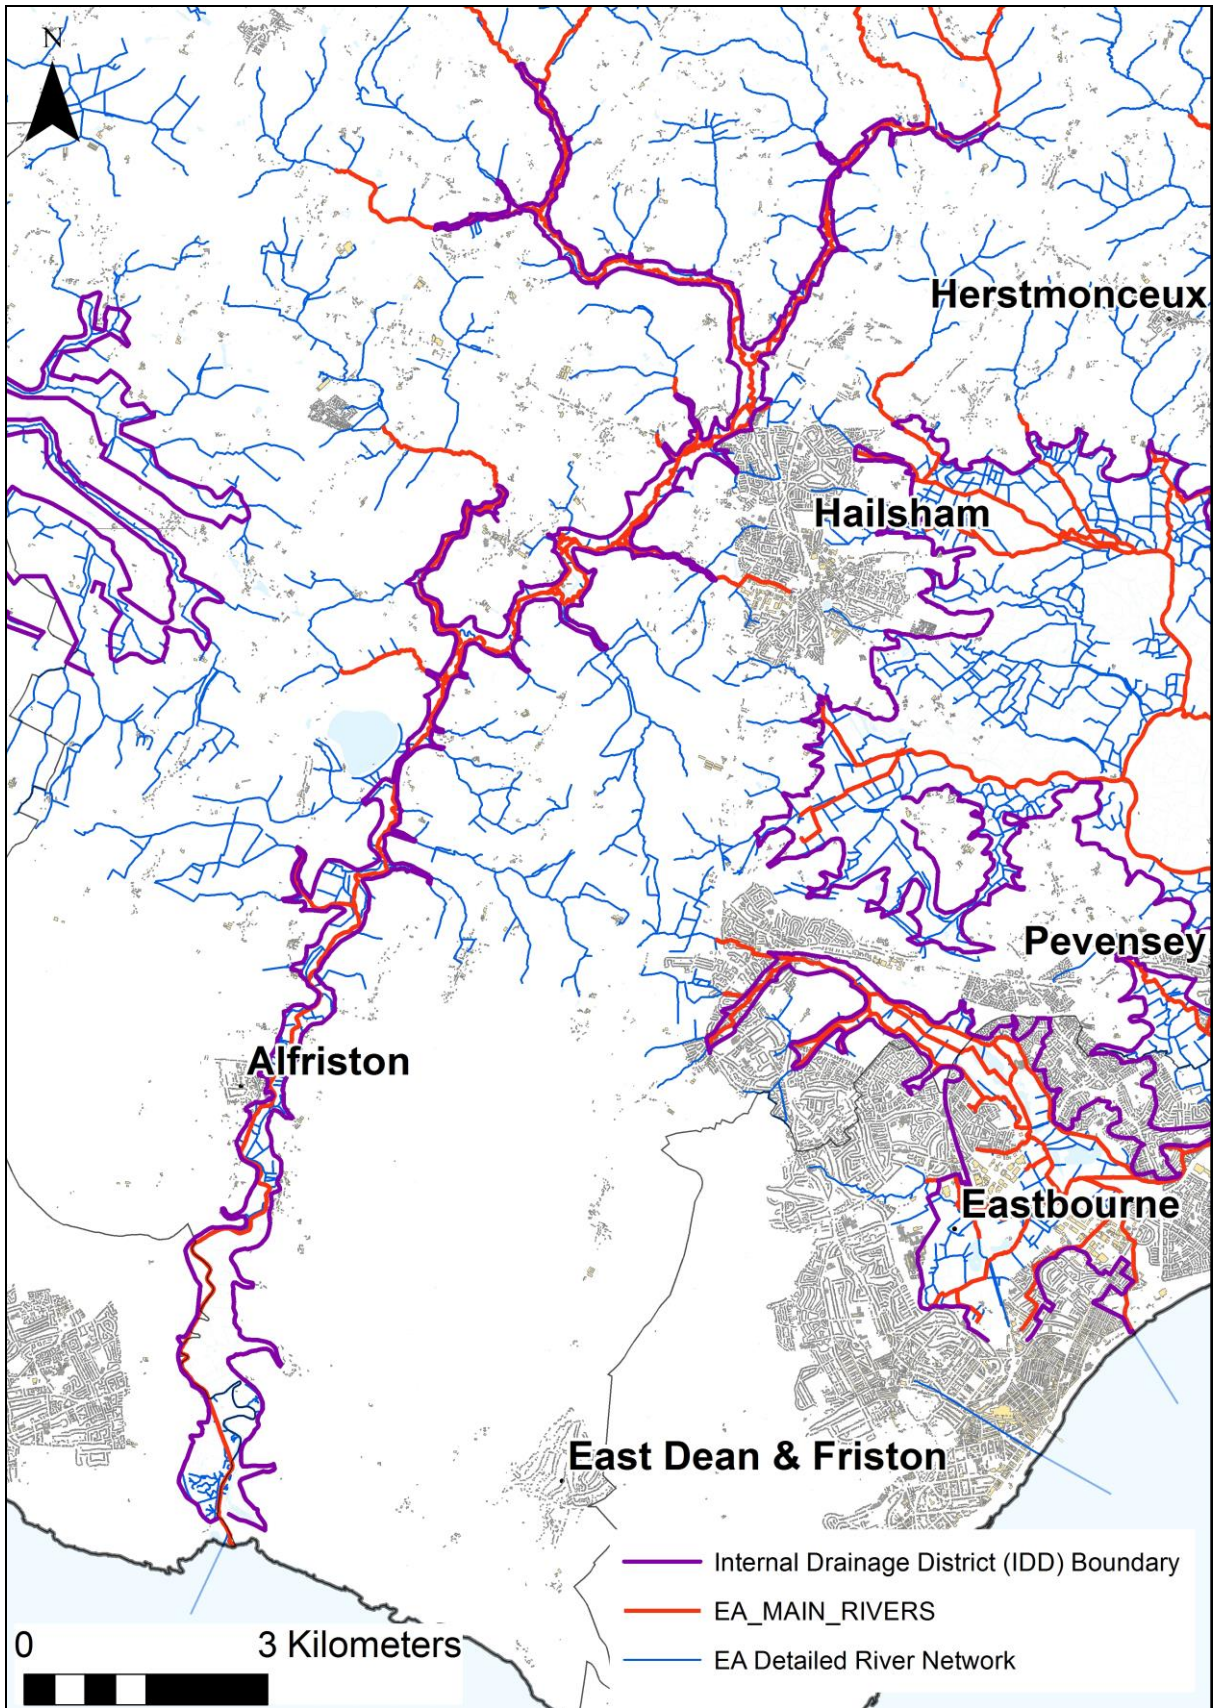 N
Herstmonceux
Hailsham
Pevensey
Alfriston
Eastbourne
East Dean & Friston
Internal Drainage District (IDD) Boundary
EA_MAIN_RIVERS
EA Detailed River Network
0 3 Kilometers